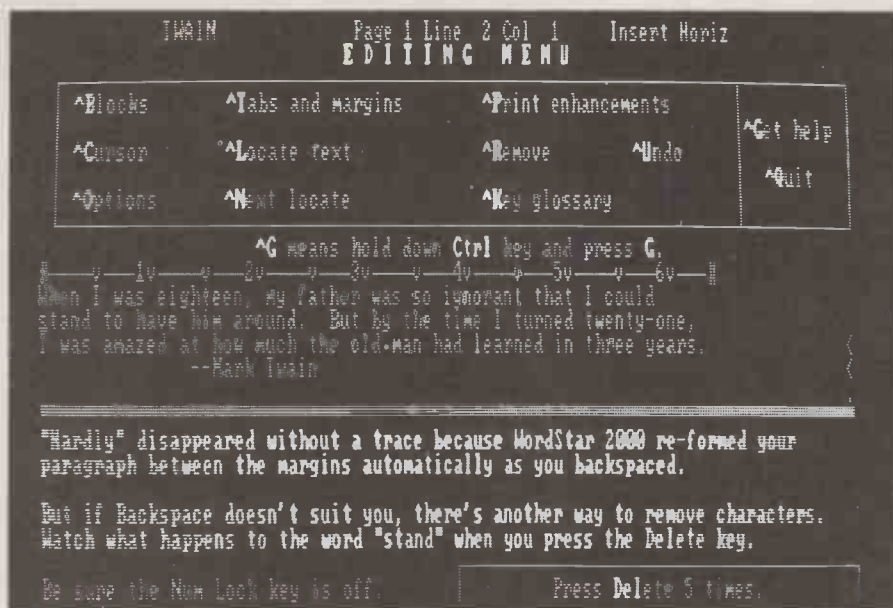 TWAIN Page 1 Line 2 Col 1 Insert Horiz
EDITING MENU
^Blocks ^Tabs and margins ^Print enhancements
^Get help
^Cursor ^Locate text ^Remove ^Undo
^Quit
^Options ^Next locate ^Key glossary
^G means hold down Ctrl key and press G.
When I was eighteen, my father was so ignorant that I could
stand to have him around. But by the time I turned twenty-one,
I was amazed at how much the old man had learned in three years.
--Mark Twain
"Hardly" disappeared without a trace because WordStar 2000 re-formed your
paragraph between the margins automatically as you backspaced.
But if Backspace doesn't suit you, there's another way to remove characters.
Watch what happens to the word "stand" when you press the Delete key.
Be sure the Num Lock key is off. Press Delete 5 times.